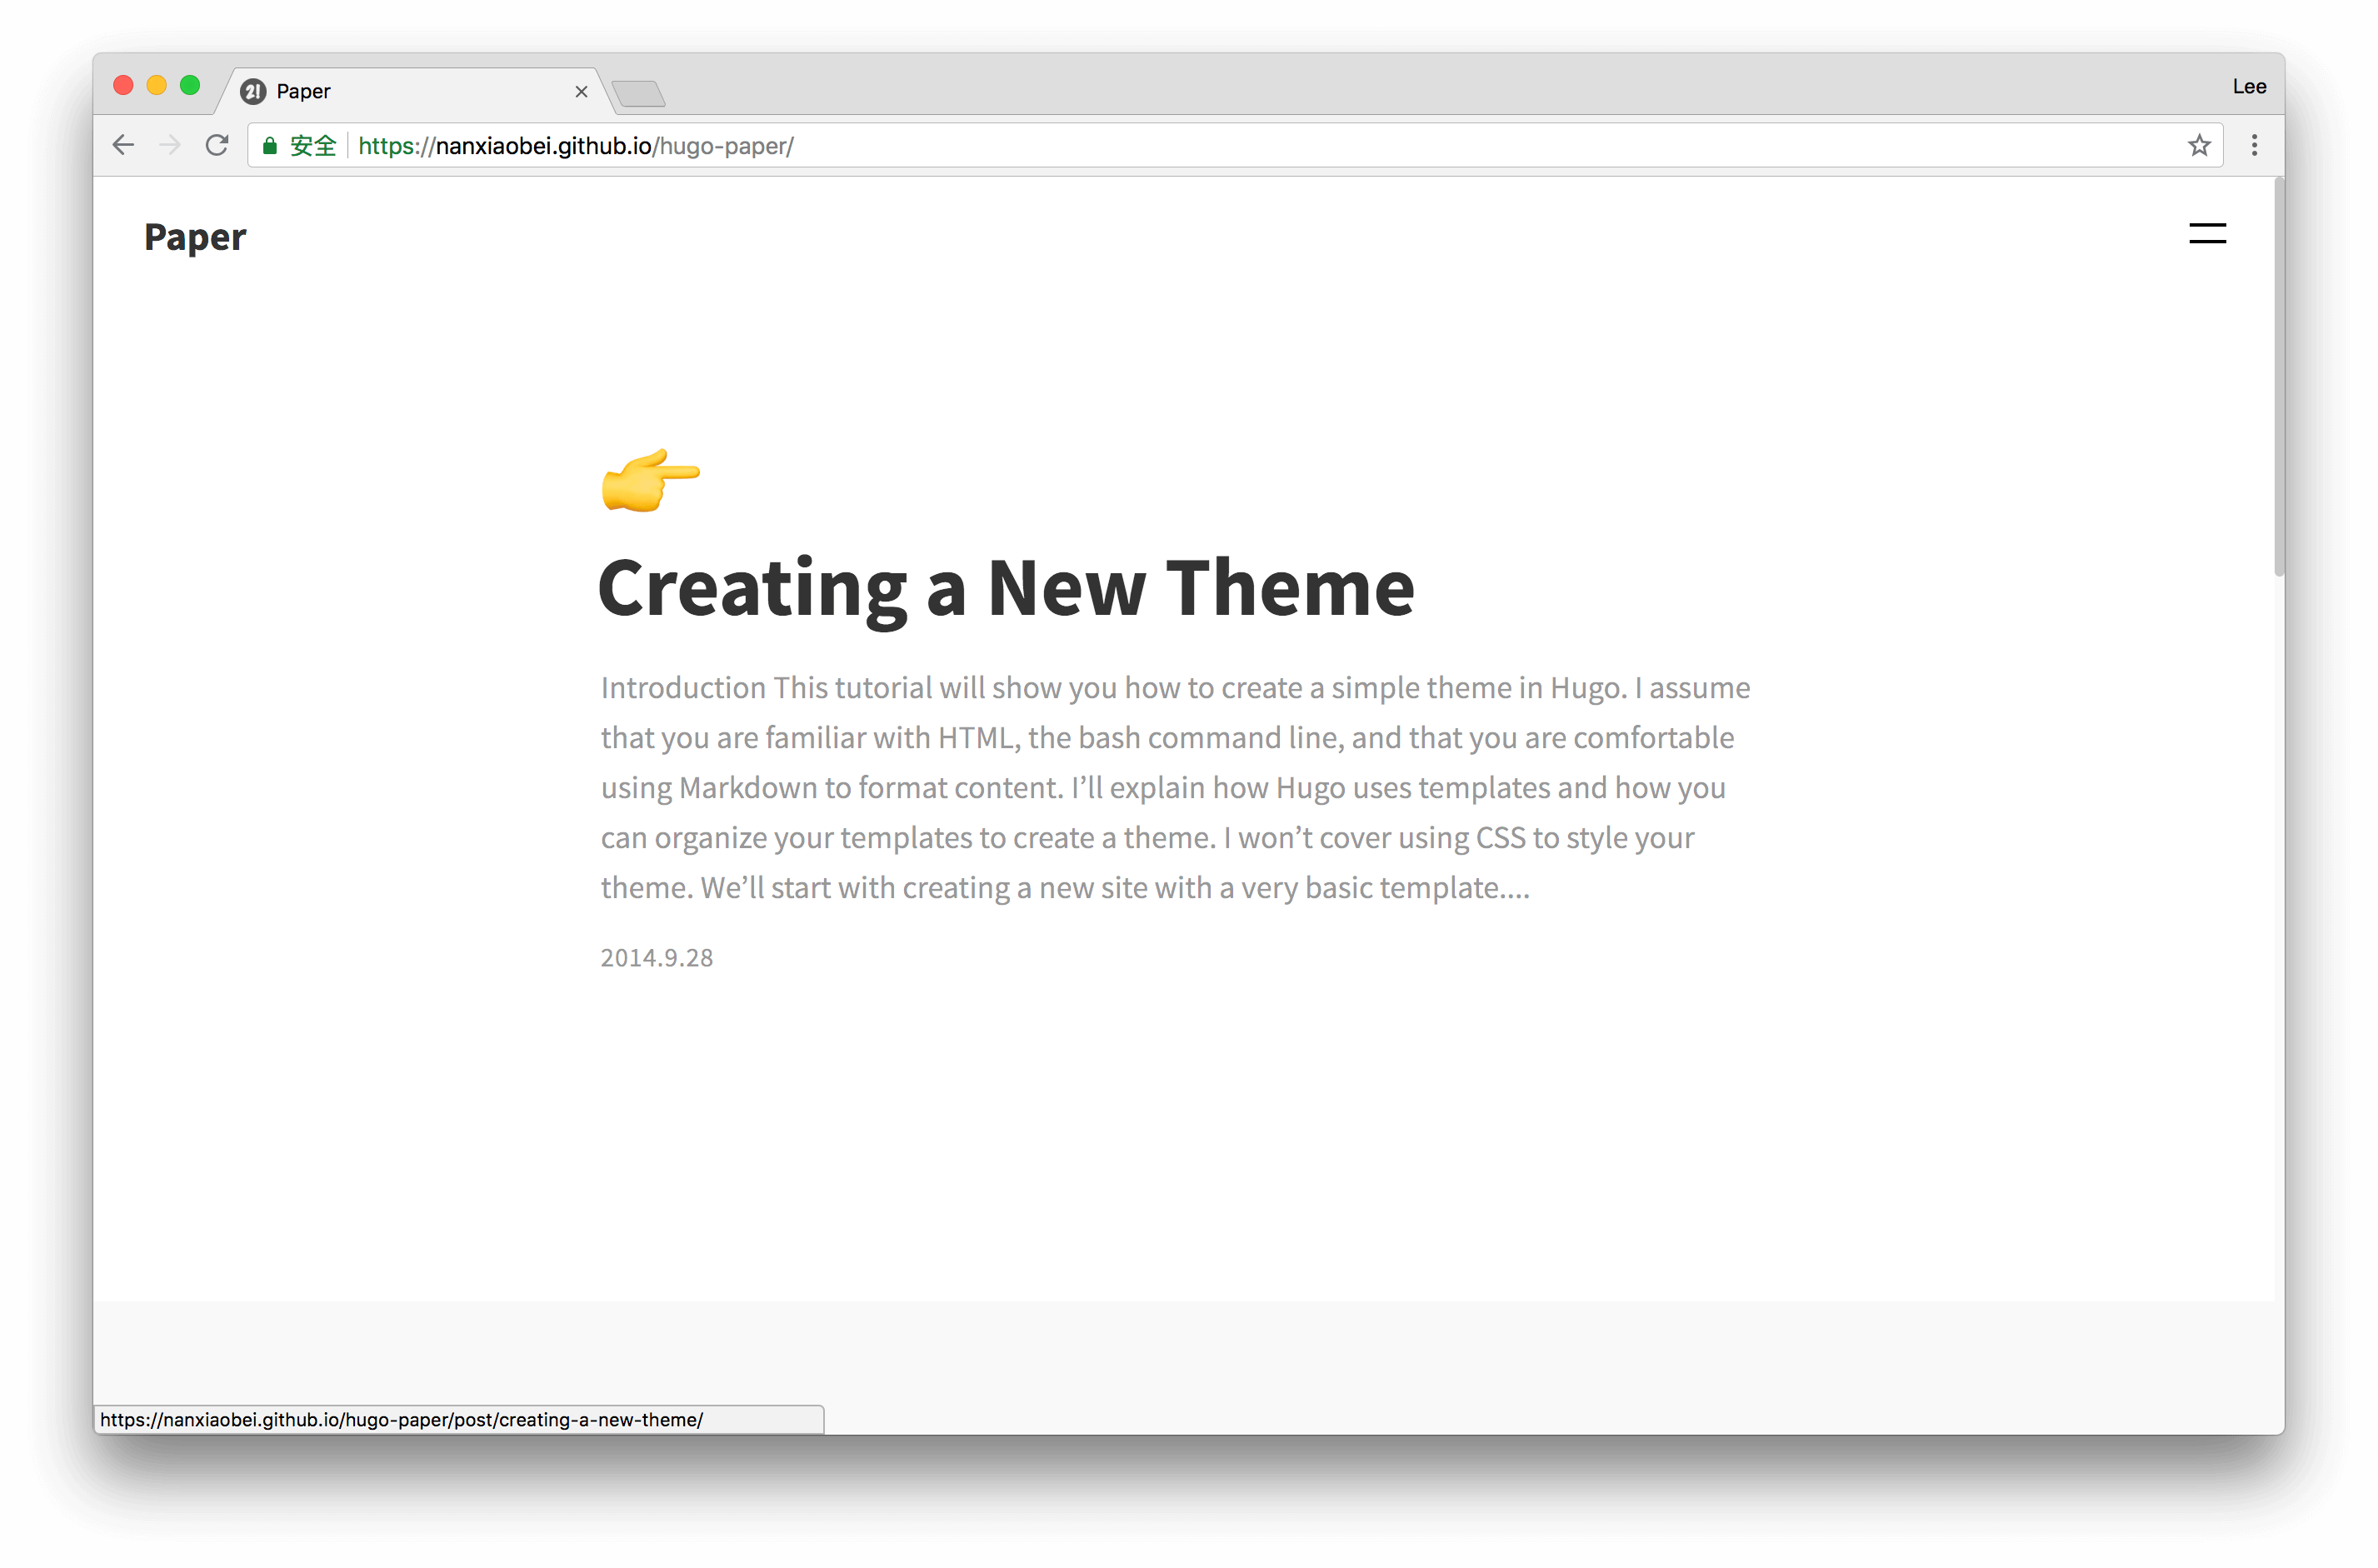 Paper
Lee
安全 https://nanxiaobei.github.io/hugo-paper/
Paper
Creating a New Theme
Introduction This tutorial will show you how to create a simple theme in Hugo. I assume
that you are familiar with HTML, the bash command line, and that you are comfortable
using Markdown to format content. I’ll explain how Hugo uses templates and how you
can organize your templates to create a theme. I won’t cover using CSS to style your
theme. We’ll start with creating a new site with a very basic template....
2014.9.28
https://nanxiaobei.github.io/hugo-paper/post/creating-a-new-theme/